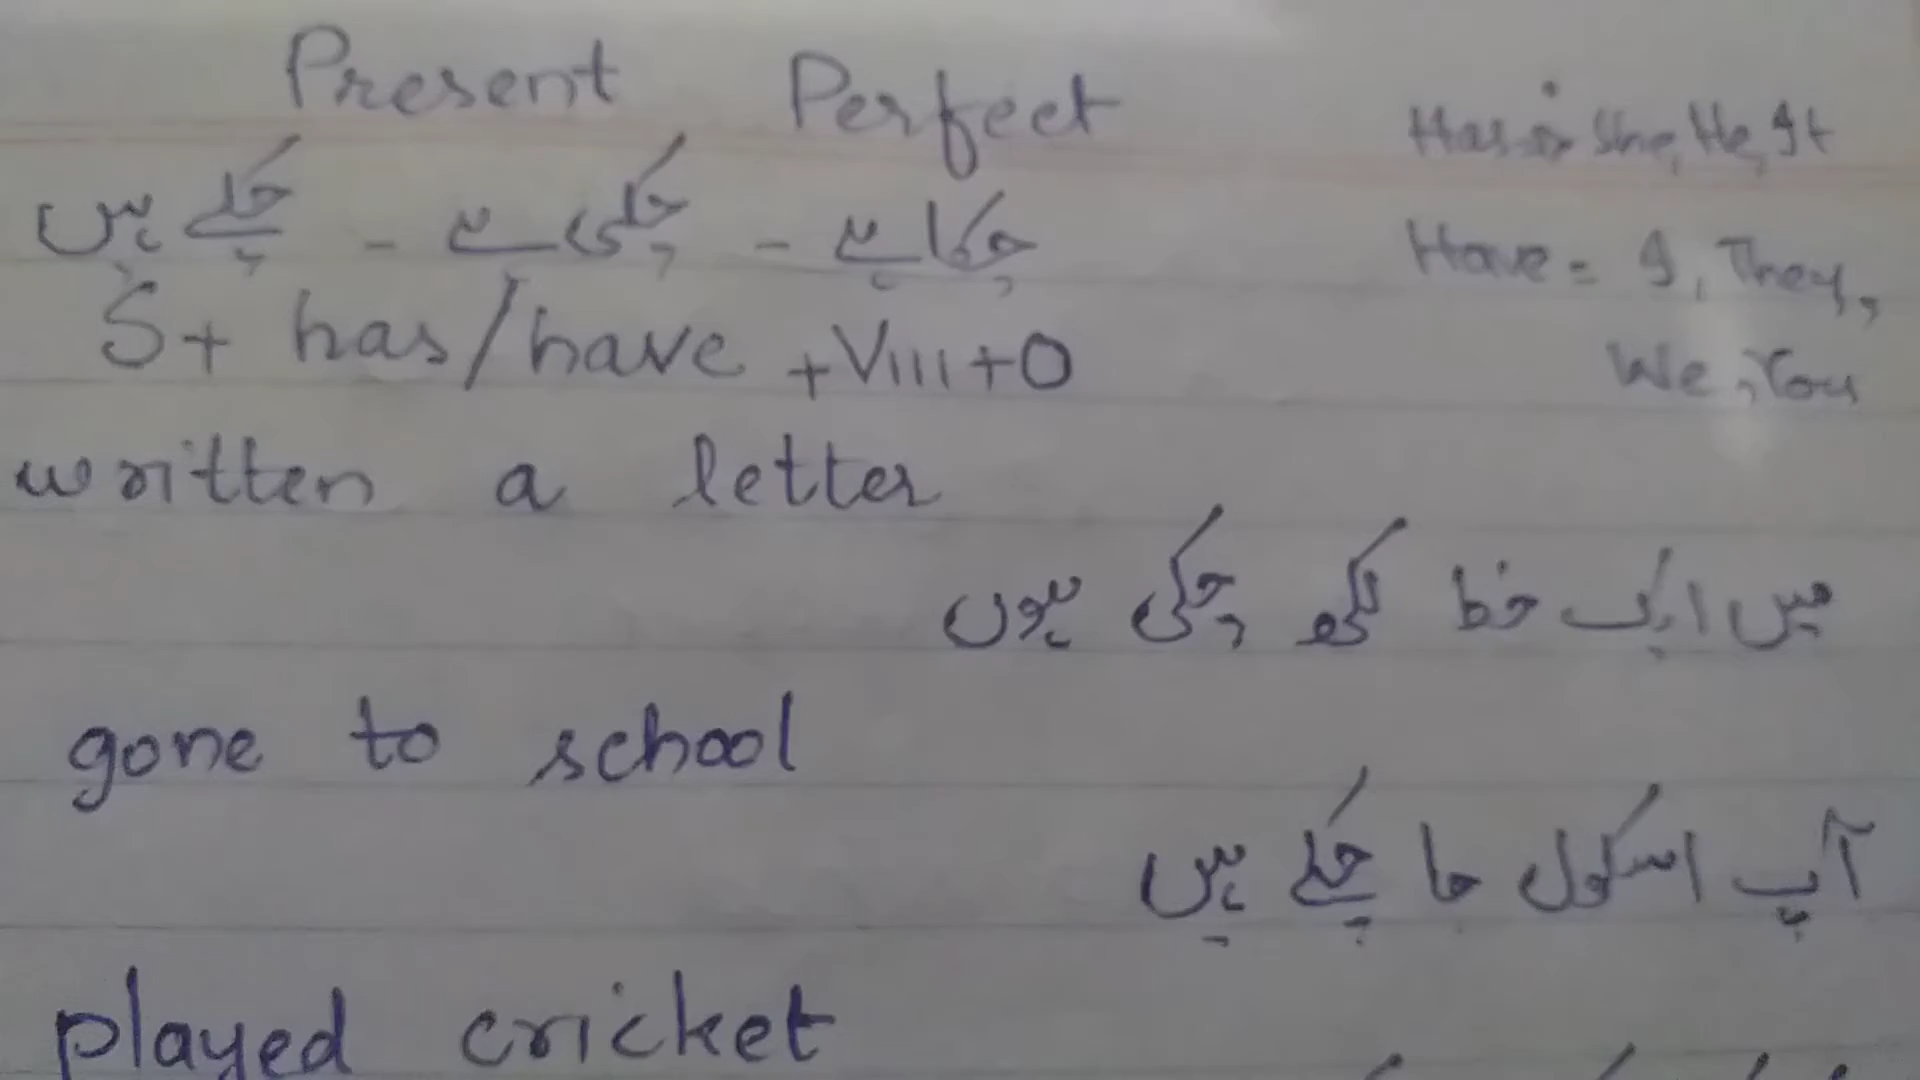 Present Perfect
Has = She, He, It
چکا ہے - چکی ہے - چکے ہیں
Have = I, They,
S + has/have + VIII + O
We, You
written a letter
میں ایک خط لکھ چکی ہوں
gone to school
آپ اسکول جا چکے ہیں
played cricket